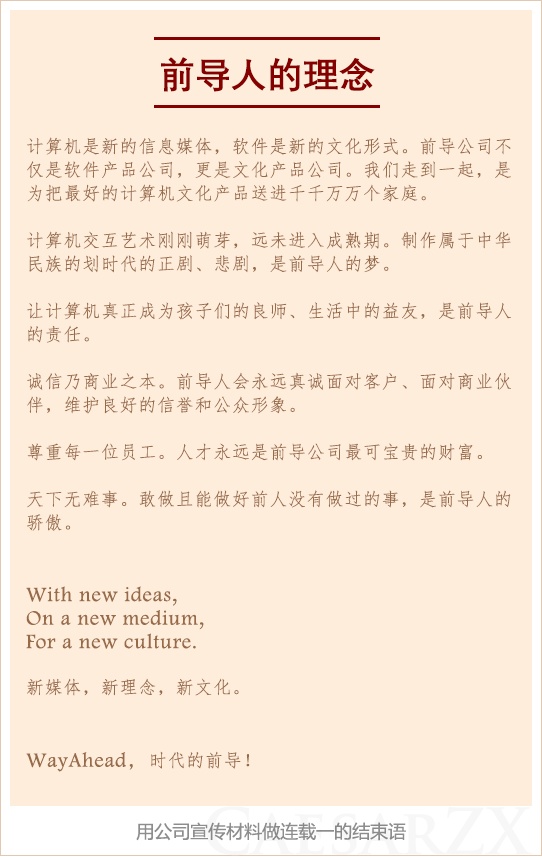 前导人的理念
计算机是新的信息媒体，软件是新的文化形式。前导公司不
仅是软件产品公司，更是文化产品公司。我们走到一起，是
为把最好的计算机文化产品送进千千万万个家庭。
计算机交互艺术刚刚萌芽，远未进入成熟期。制作属于中华
民族的划时代的正剧、悲剧，是前导人的梦。
让计算机真正成为孩子们的良师、生活中的益友，是前导人
的责任。
诚信乃商业之本。前导人会永远真诚面对客户、面对商业伙
伴，维护良好的信誉和公众形象。
尊重每一位员工。人才永远是前导公司最可宝贵的财富。
天下无难事。敢做且能做好前人没有做过的事，是前导人的
骄傲。
With new ideas,
On a new medium,
For a new culture.
新媒体，新理念，新文化。
WayAhead，时代的前导！
用公司宣传材料做连载一的结束语
CAESARZX